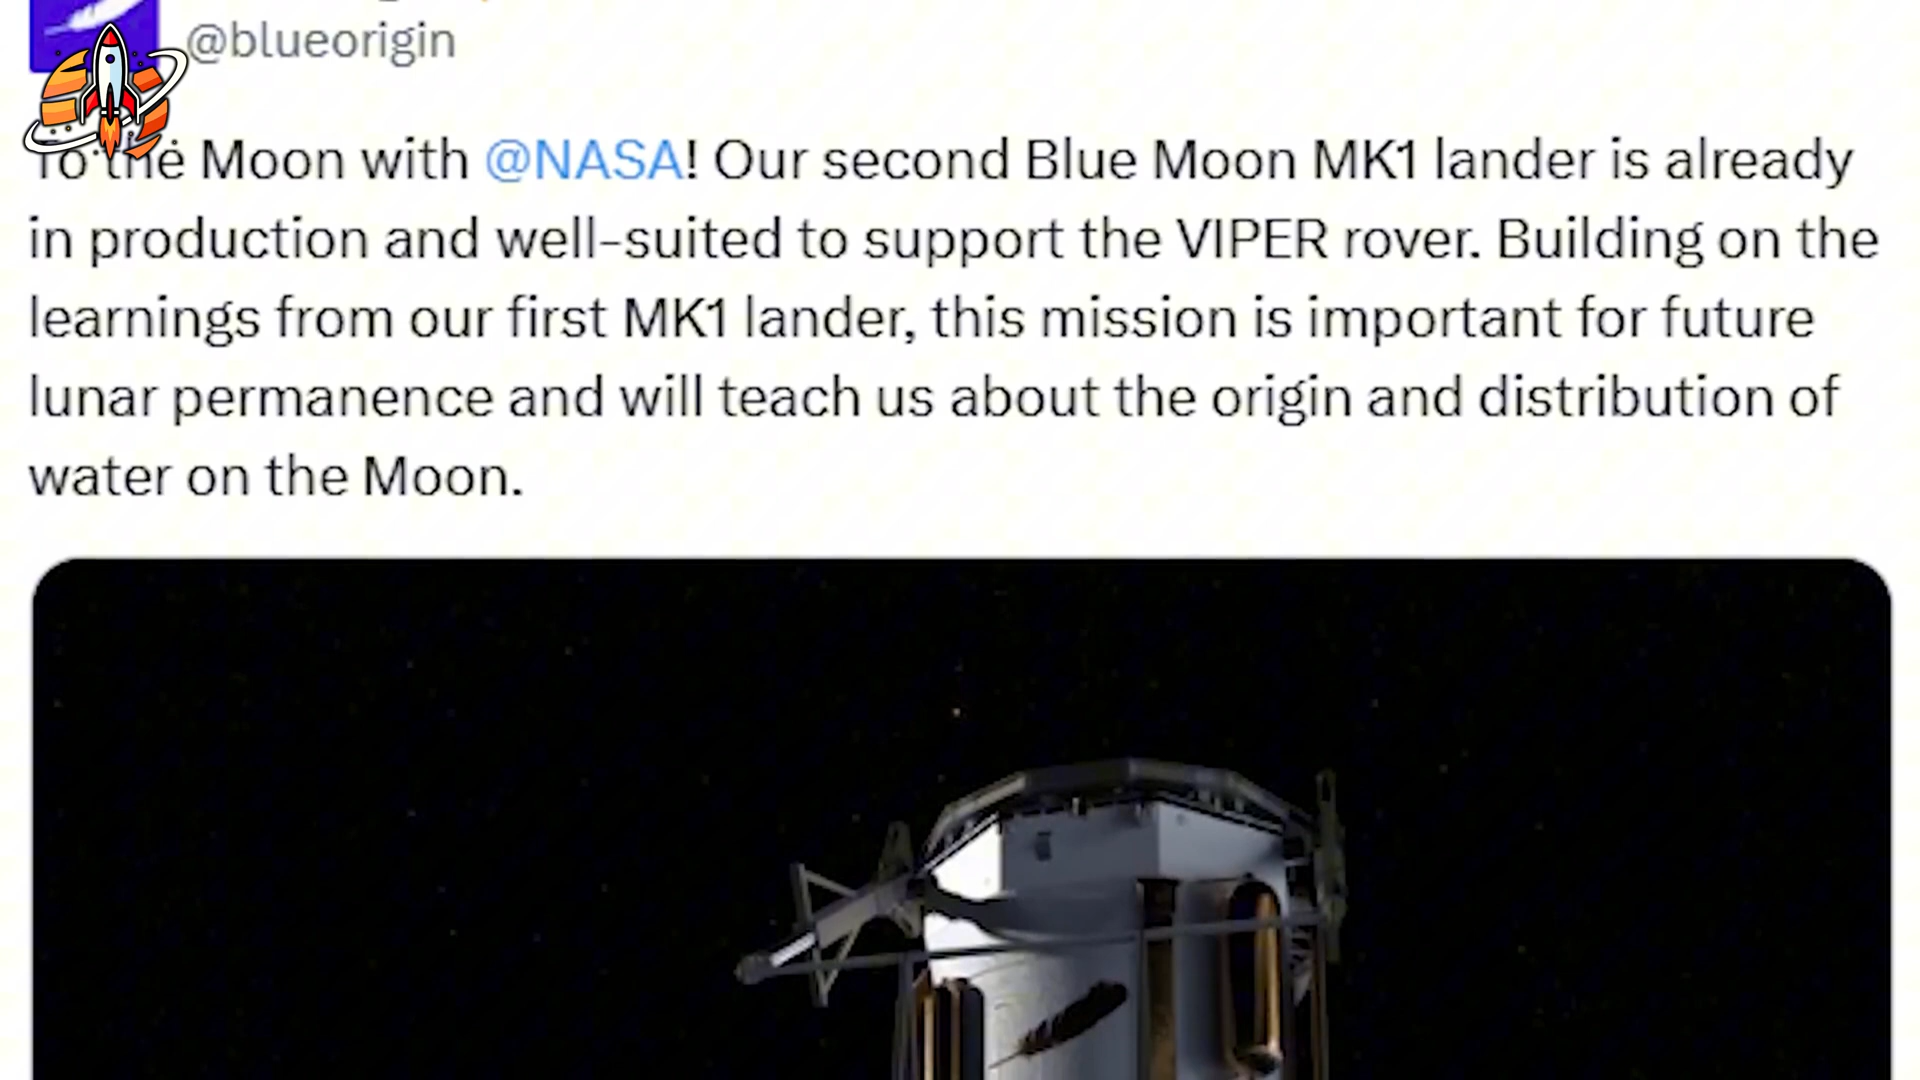 @blueorigin
To the Moon with @NASA! Our second Blue Moon MK1 lander is already
in production and well-suited to support the VIPER rover. Building on the
learnings from our first MK1 lander, this mission is important for future
lunar permanence and will teach us about the origin and distribution of
water on the Moon.